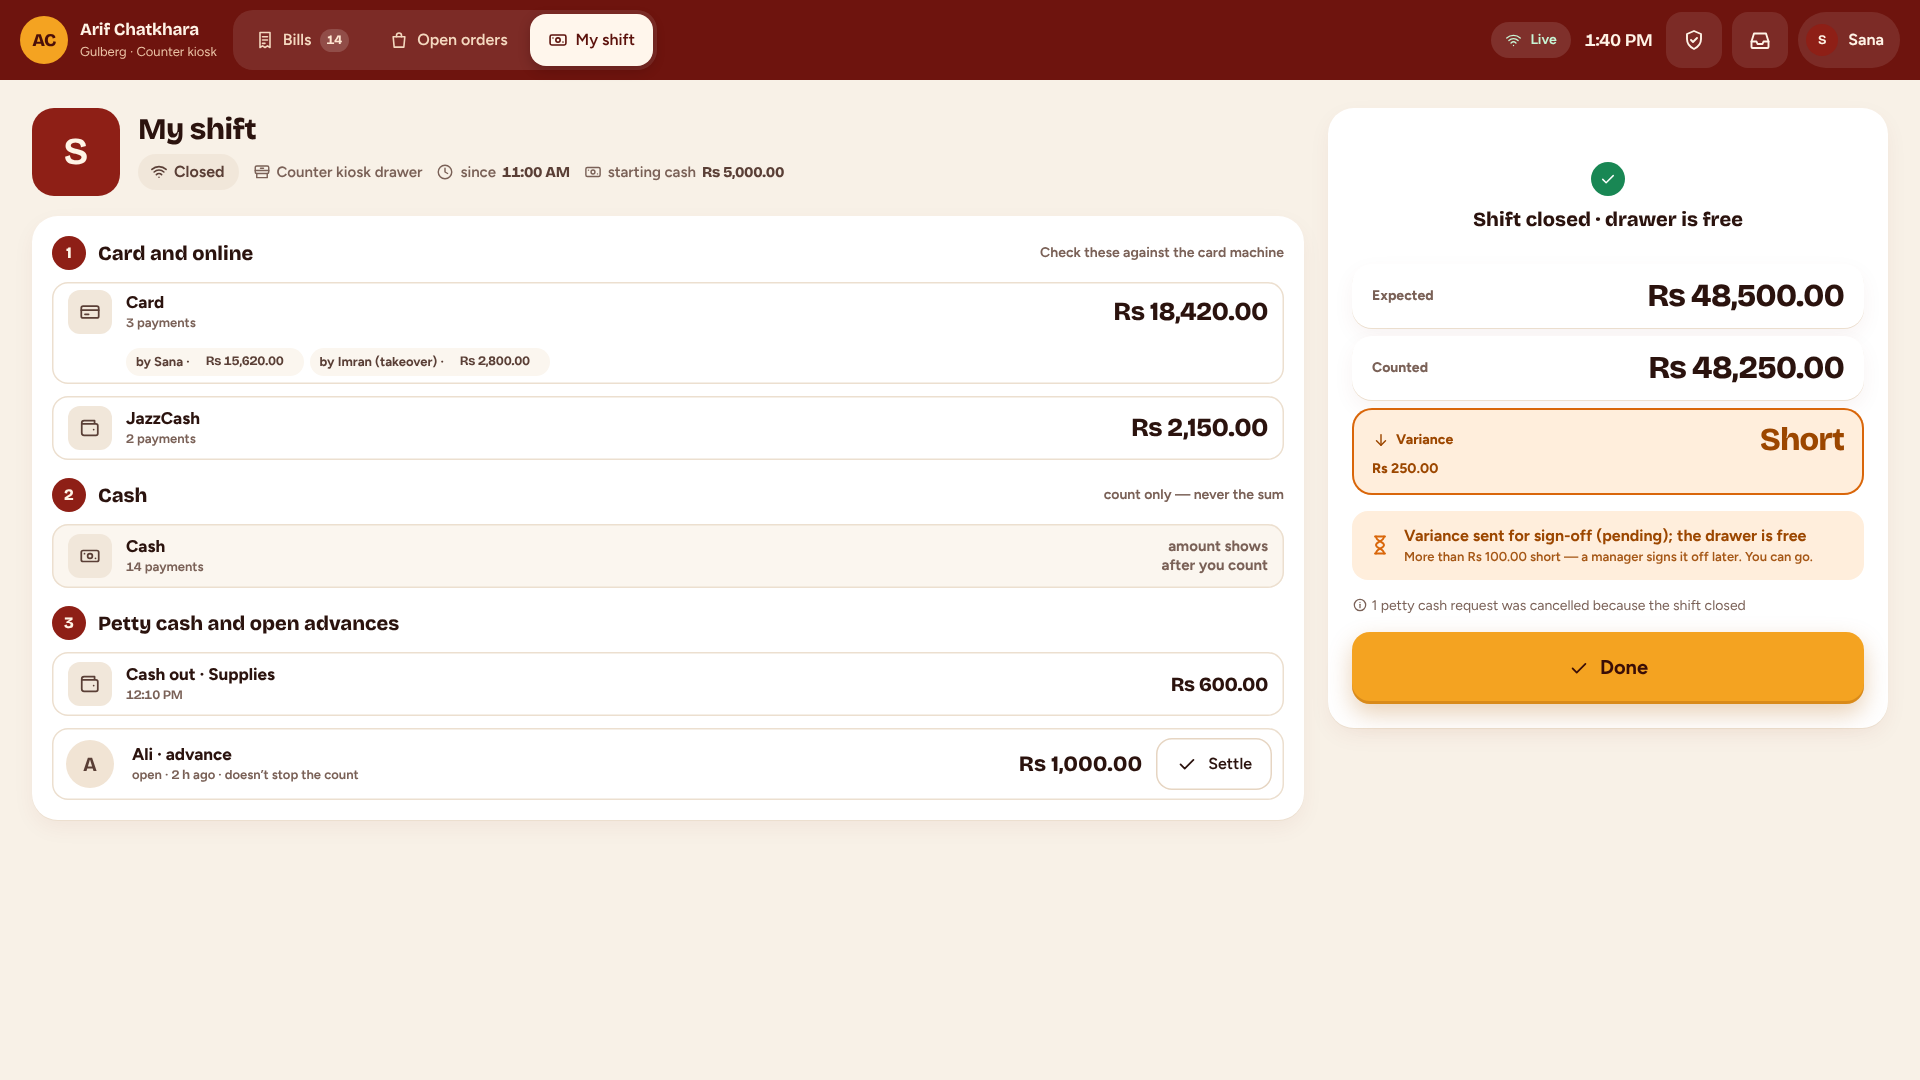 AC
Arif Chatkhara
Gulberg · Counter kiosk
Bills 14
Open orders
My shift
Live
1:40 PM
S Sana
S
My shift
Closed
Counter kiosk drawer
since 11:00 AM
starting cash Rs 5,000.00
1 Card and online
Check these against the card machine
Card
3 payments
Rs 18,420.00
by Sana · Rs 15,620.00
by Imran (takeover) · Rs 2,800.00
JazzCash
2 payments
Rs 2,150.00
2 Cash
count only — never the sum
Cash
14 payments
amount shows
after you count
3 Petty cash and open advances
Cash out · Supplies
12:10 PM
Rs 600.00
A
Ali · advance
open · 2 h ago · doesn't stop the count
Rs 1,000.00
Settle
Shift closed · drawer is free
Expected
Rs 48,500.00
Counted
Rs 48,250.00
Variance
Short
Rs 250.00
Variance sent for sign-off (pending); the drawer is free
More than Rs 100.00 short — a manager signs it off later. You can go.
1 petty cash request was cancelled because the shift closed
Done